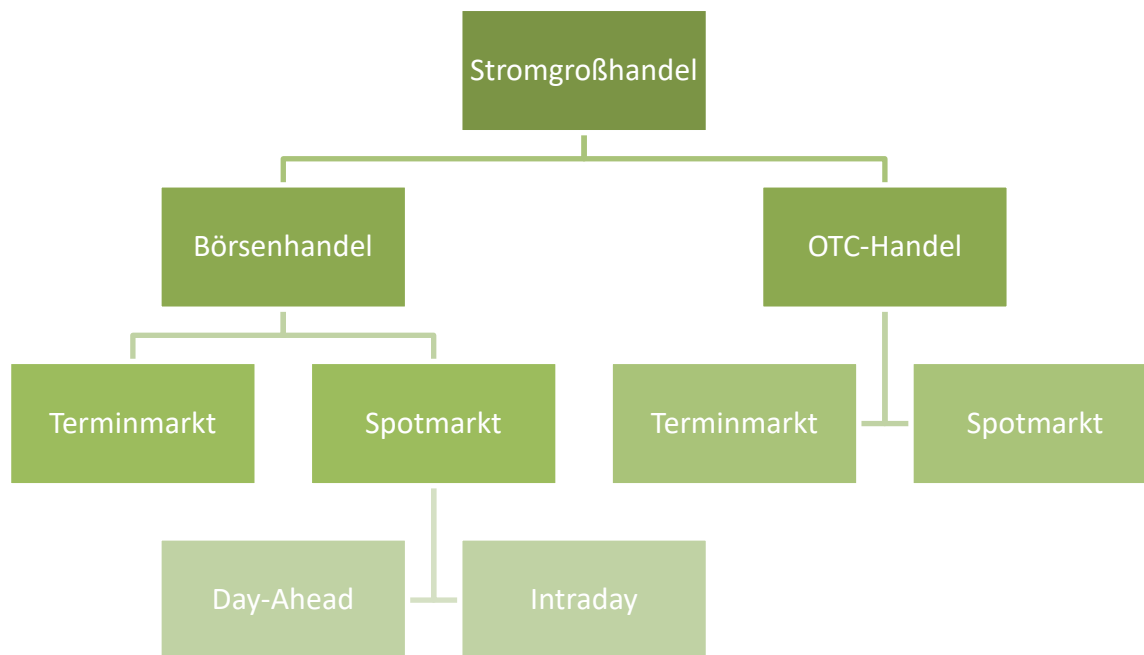 Stromgroßhandel
Börsenhandel
OTC-Handel
Terminmarkt
Spotmarkt
Terminmarkt
Spotmarkt
Day-Ahead
Intraday